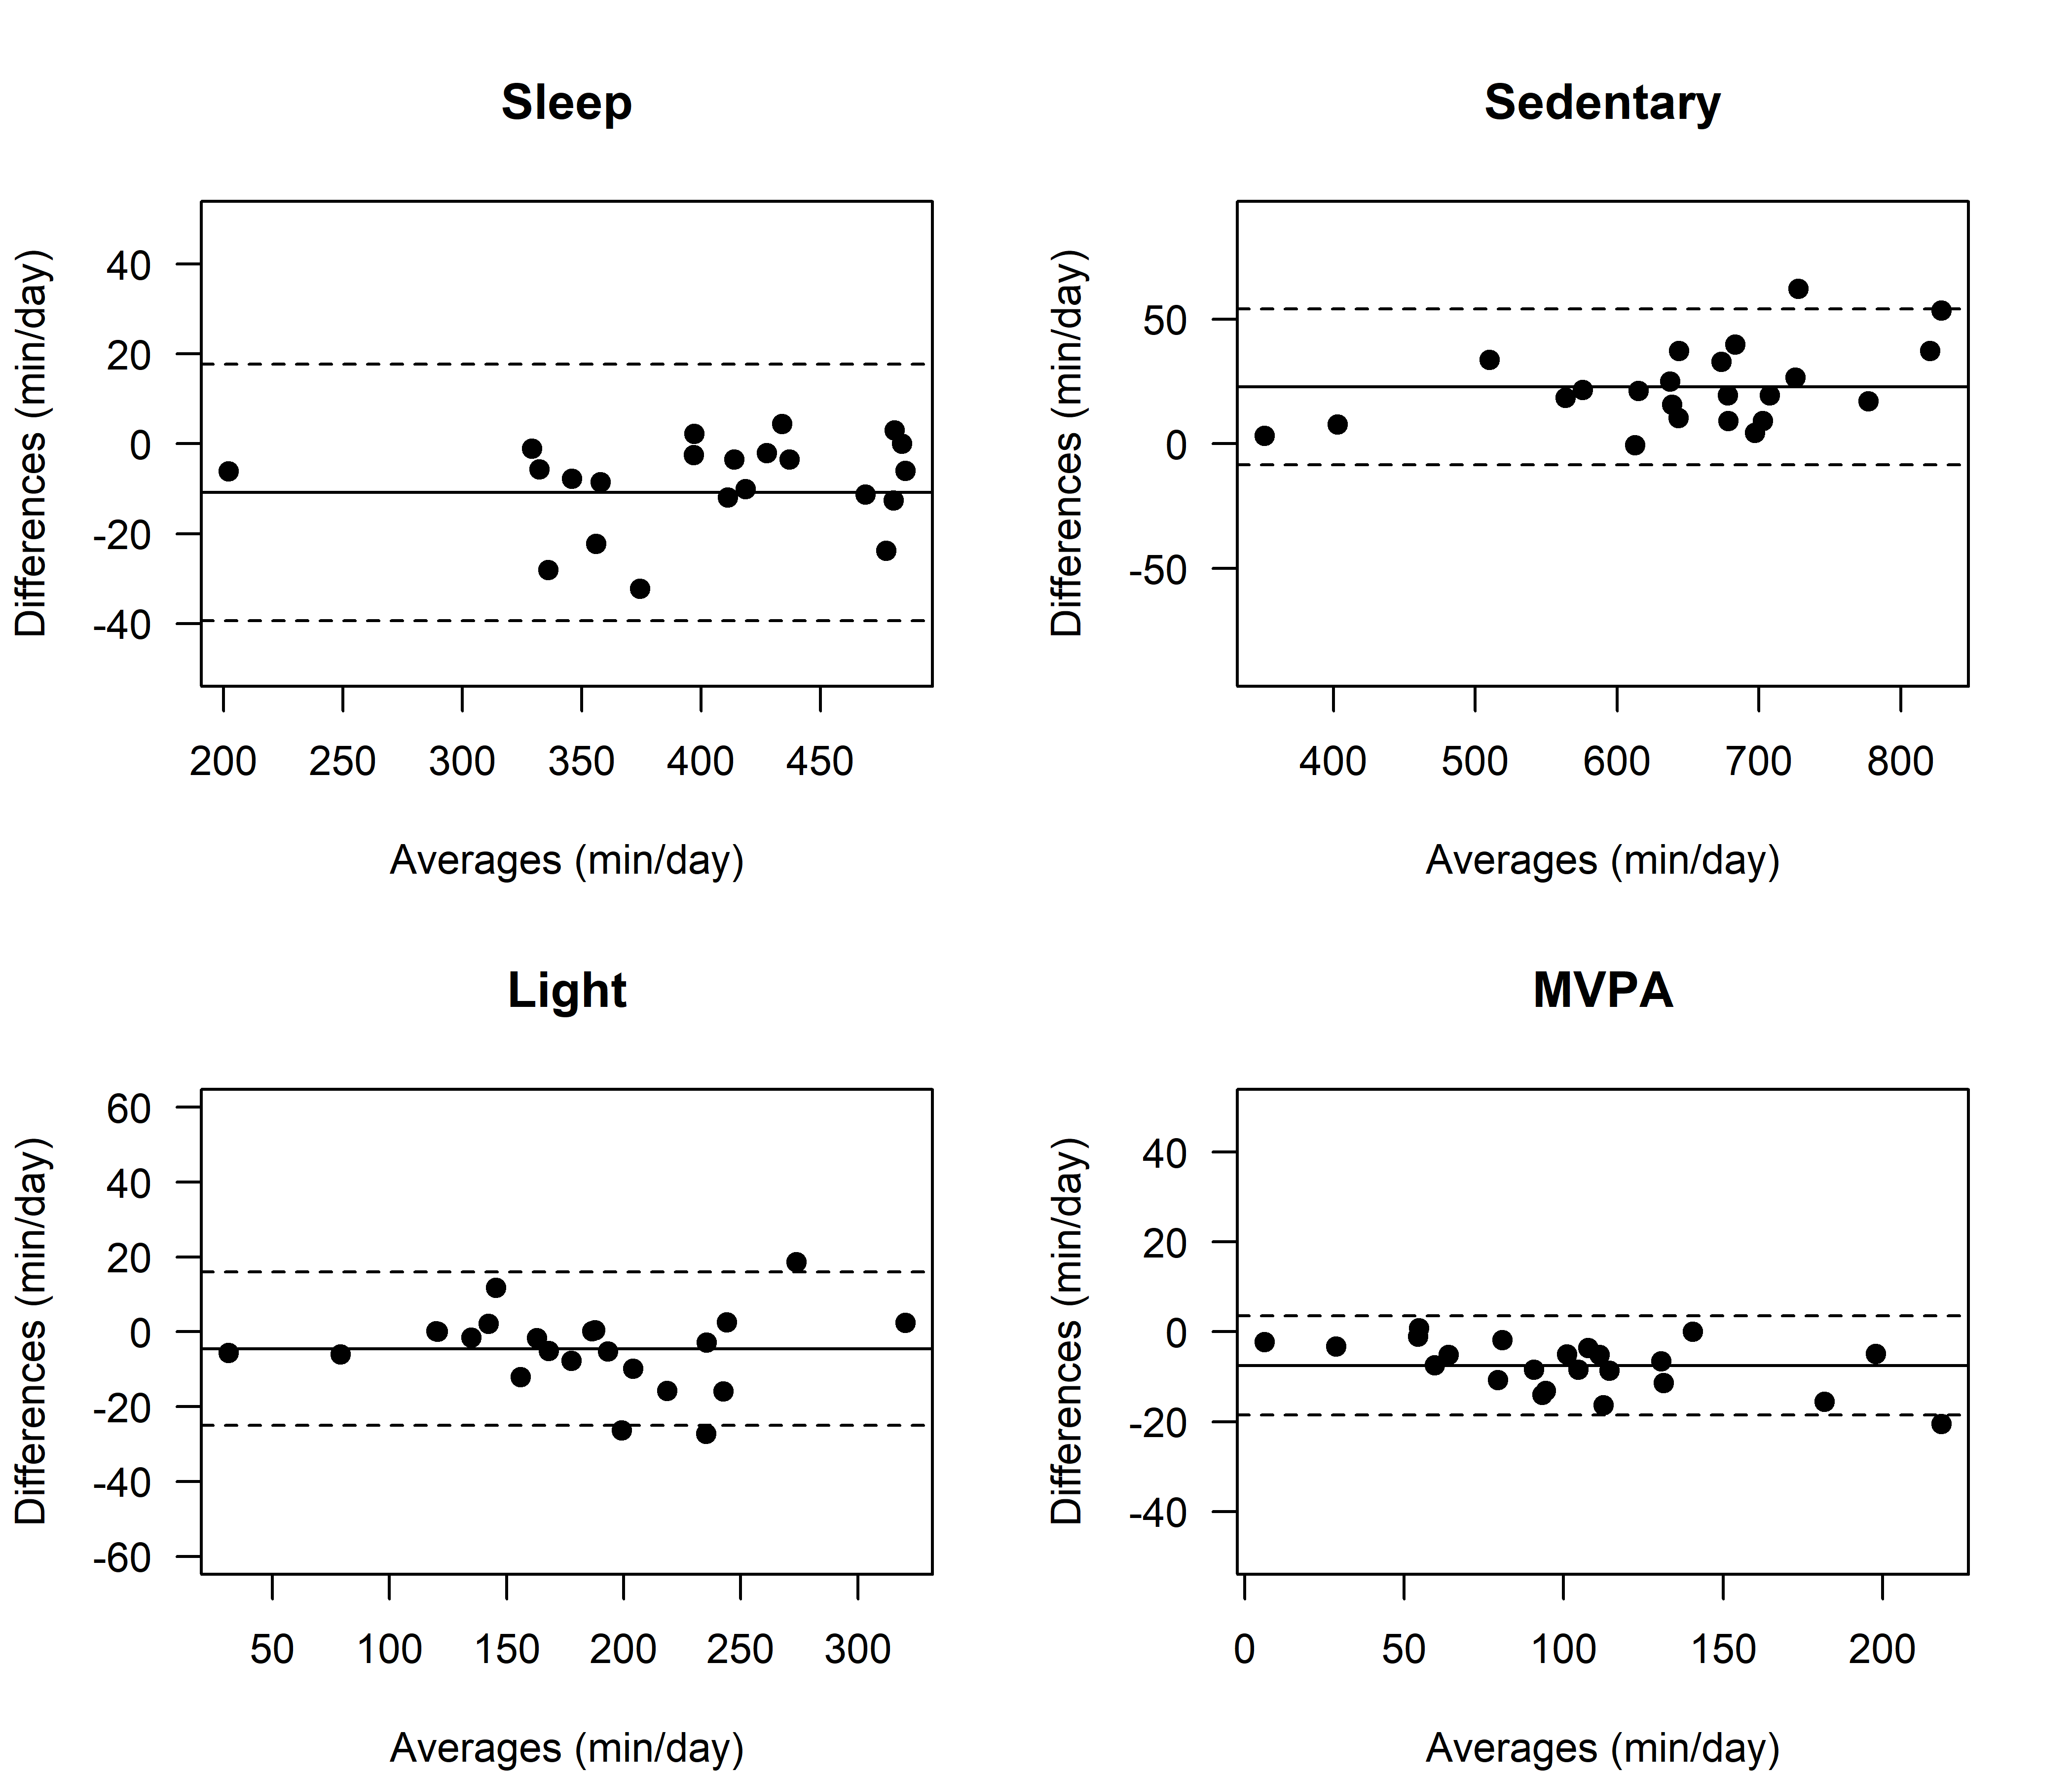 Sleep
Differences (min/day)
40
20
0
-20
-40
200 250 300 350 400 450
Averages (min/day)
Sedentary
Differences (min/day)
50
0
-50
400 500 600 700 800
Averages (min/day)
Light
Differences (min/day)
60
40
20
0
-20
-40
-60
50 100 150 200 250 300
Averages (min/day)
MVPA
Differences (min/day)
40
20
0
-20
-40
0 50 100 150 200
Averages (min/day)